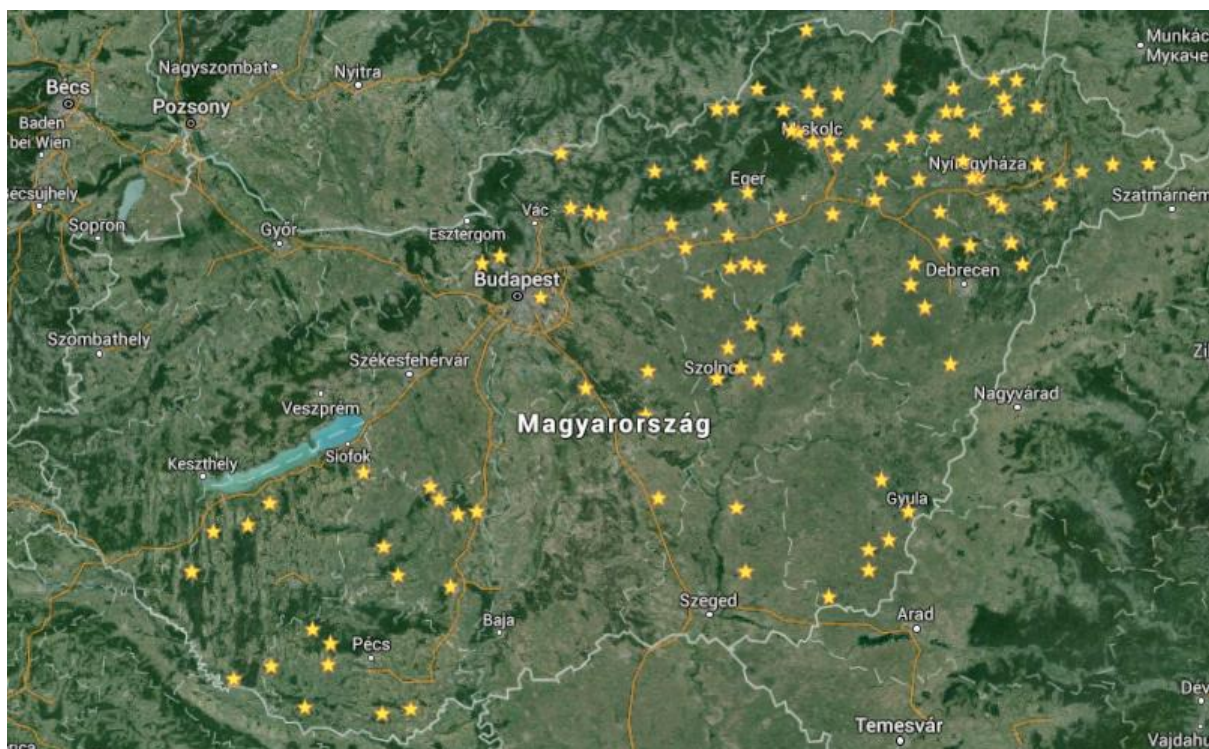 Munkác
Мукаче
Nagyszombat
Nyitra
Bécs
Pozsony
Baden
bei Wien
Miskolc
Nyíregyháza
Eger
Szatmárném
Sopron
Vác
Győr
Esztergom
Debrecen
Budapest
Szombathely
Székesfehérvár
Szolnok
Nagyvárad
Veszprém
Magyarország
Siófok
Keszthely
Gyula
Szeged
Arad
Baja
Pécs
Temesvár
Dév
Vajdahu